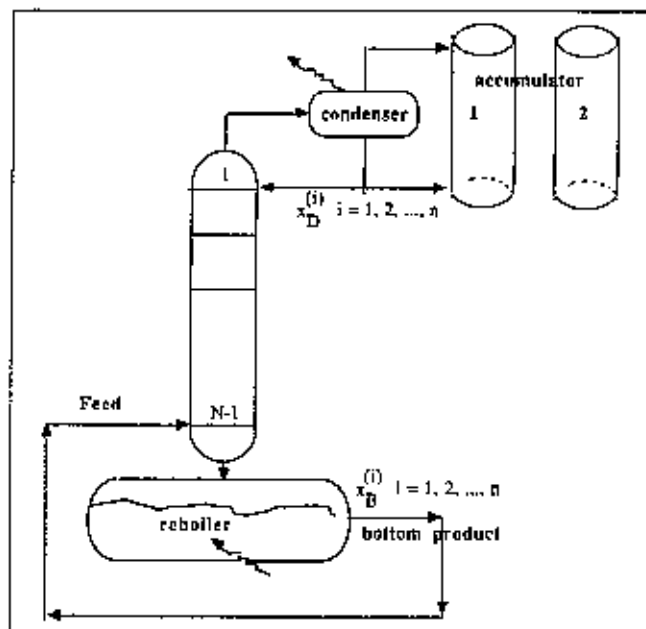 condenser
accumulator
1 2
1
x_D^(i) i = 1, 2, ..., n
Feed
N-1
x_B^(i) i = 1, 2, ..., n
reboiler
bottom product